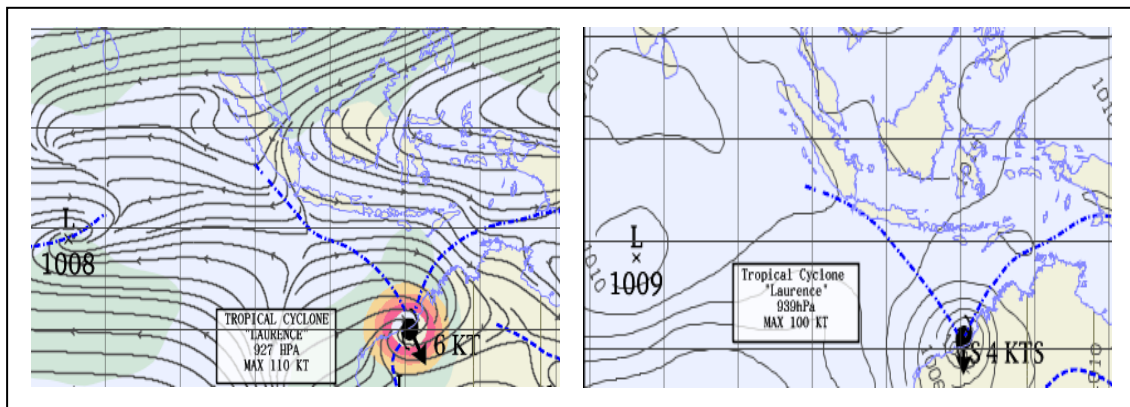 L
1008
TROPICAL CYCLONE
"LAURENCE"
927 HPA
MAX 110 KT
6 KT
L
1010
1010
1010
L
1009
1010
Tropical Cyclone
"Laurence"
939hPa
MAX 100 KT
S 4 KTS
1010